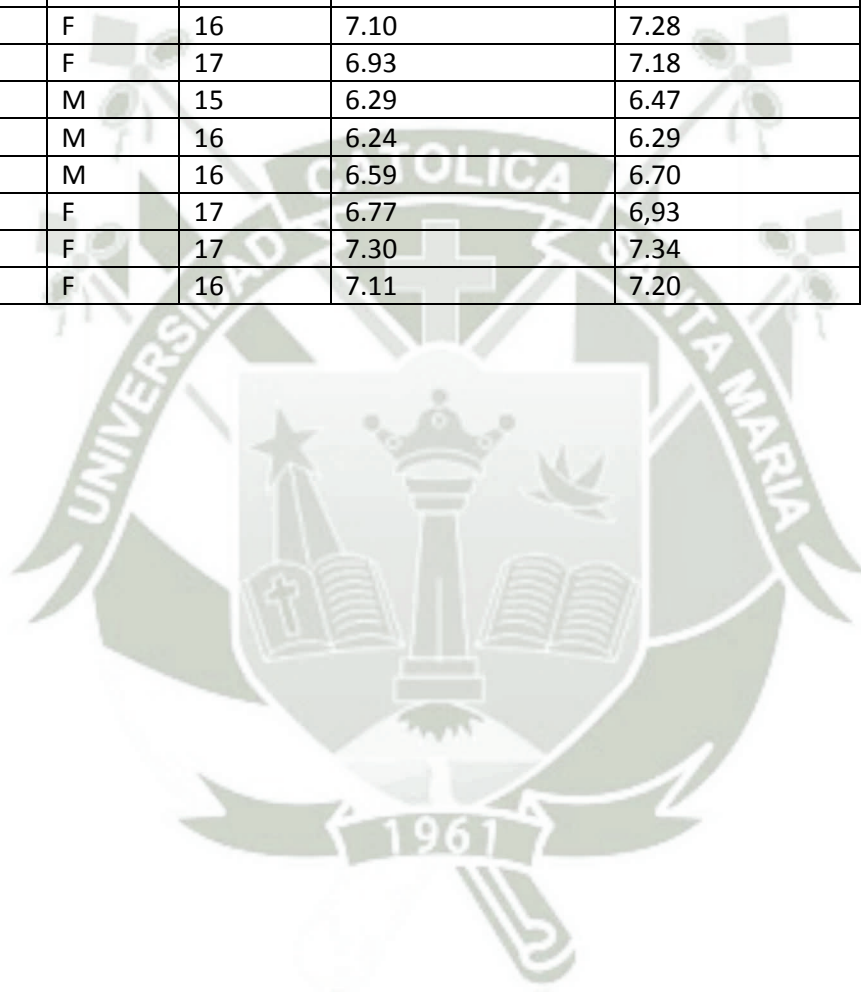 F 16 7.10 7.28
F 17 6.93 7.18
M 15 6.29 6.47
M 16 6.24 6.29
M 16 6.59 6.70
F 17 6.77 6,93
F 17 7.30 7.34
F 16 7.11 7.20
UNIVERSIDAD CATOLICA SANTA MARIA
1961